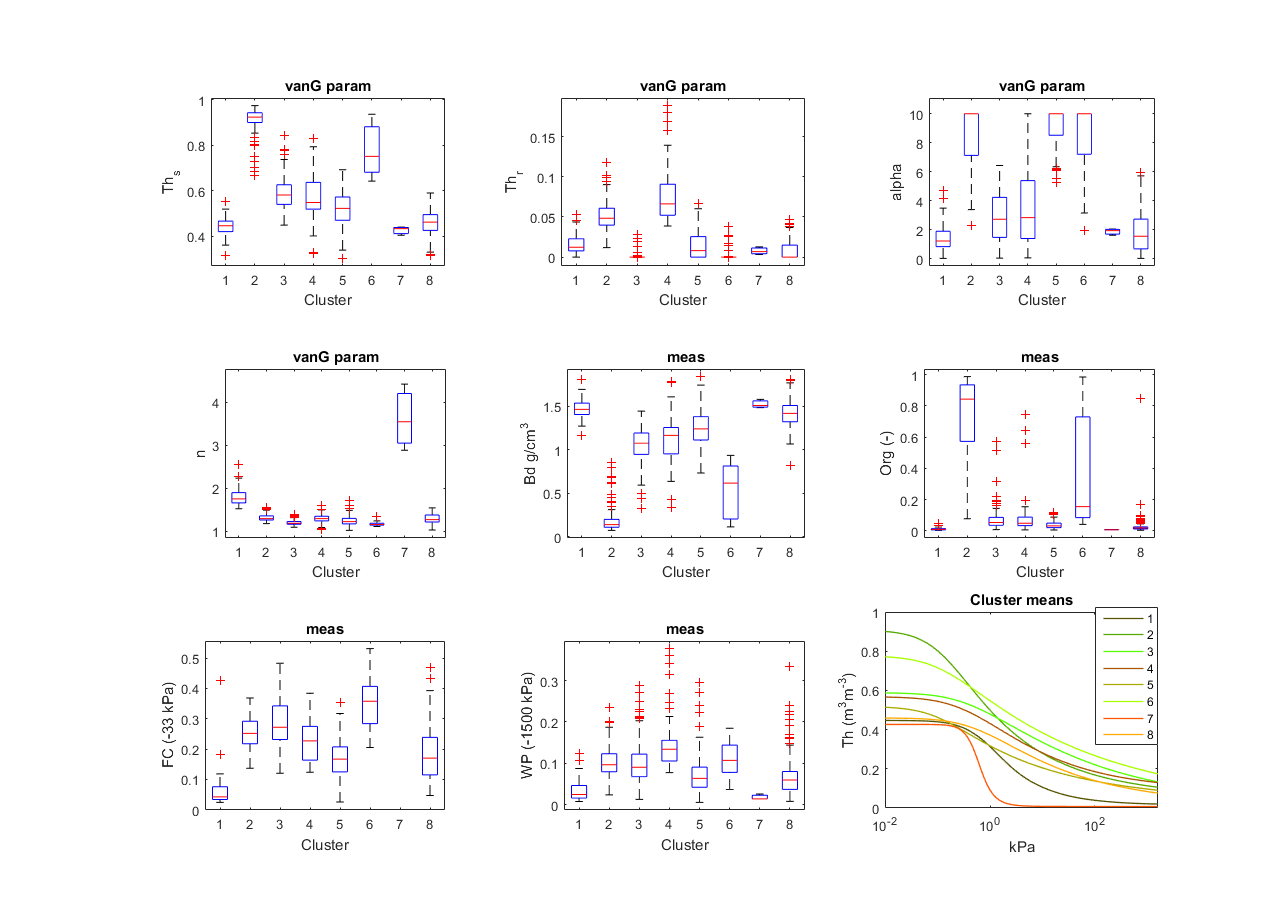 vanG param
Th_s
1
0.8
0.6
0.4
1 2 3 4 5 6 7 8
Cluster
vanG param
Th_r
0.15
0.1
0.05
0
1 2 3 4 5 6 7 8
Cluster
vanG param
alpha
10
8
6
4
2
0
1 2 3 4 5 6 7 8
Cluster
vanG param
n
4
3
2
1
1 2 3 4 5 6 7 8
Cluster
meas
Bd g/cm^3
1.5
1
0.5
0
1 2 3 4 5 6 7 8
Cluster
meas
Org (-)
1
0.8
0.6
0.4
0.2
0
1 2 3 4 5 6 7 8
Cluster
meas
FC (-33 kPa)
0.5
0.4
0.3
0.2
0.1
0
1 2 3 4 5 6 7 8
Cluster
meas
WP (-1500 kPa)
0.3
0.2
0.1
0
1 2 3 4 5 6 7 8
Cluster
Cluster means
Th (m^3m^-3)
1
0.8
0.6
0.4
0.2
0
10^-2 10^0 10^2
kPa
1
2
3
4
5
6
7
8